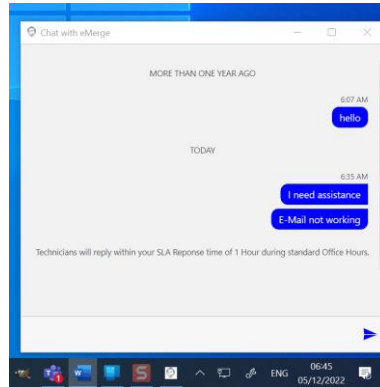 Chat with eMerge
MORE THAN ONE YEAR AGO
6:07 AM
hello
TODAY
6:35 AM
I need assistance
E-Mail not working
Technicians will reply within your SLA Reponse time of 1 Hour during standard Office Hours.
ENG
06:45
05/12/2022